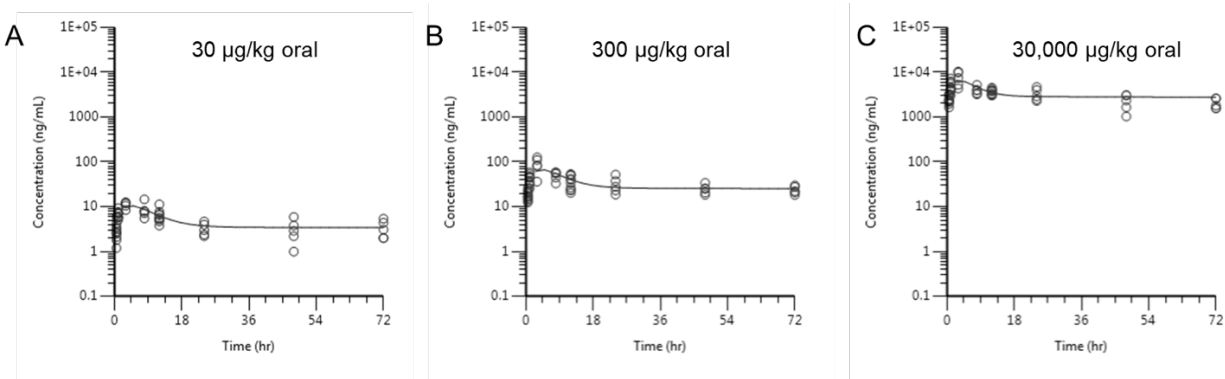 A
30 µg/kg oral
Concentration (ng/mL)
1E+05
1E+04
1000
100
10
1
0.1
0
18
36
54
72
Time (hr)
B
300 µg/kg oral
Concentration (ng/mL)
1E+05
1E+04
1000
100
10
1
0.1
0
18
36
54
72
Time (hr)
C
30,000 µg/kg oral
Concentration (ng/mL)
1E+05
1E+04
1000
100
10
1
0.1
0
18
36
54
72
Time (hr)